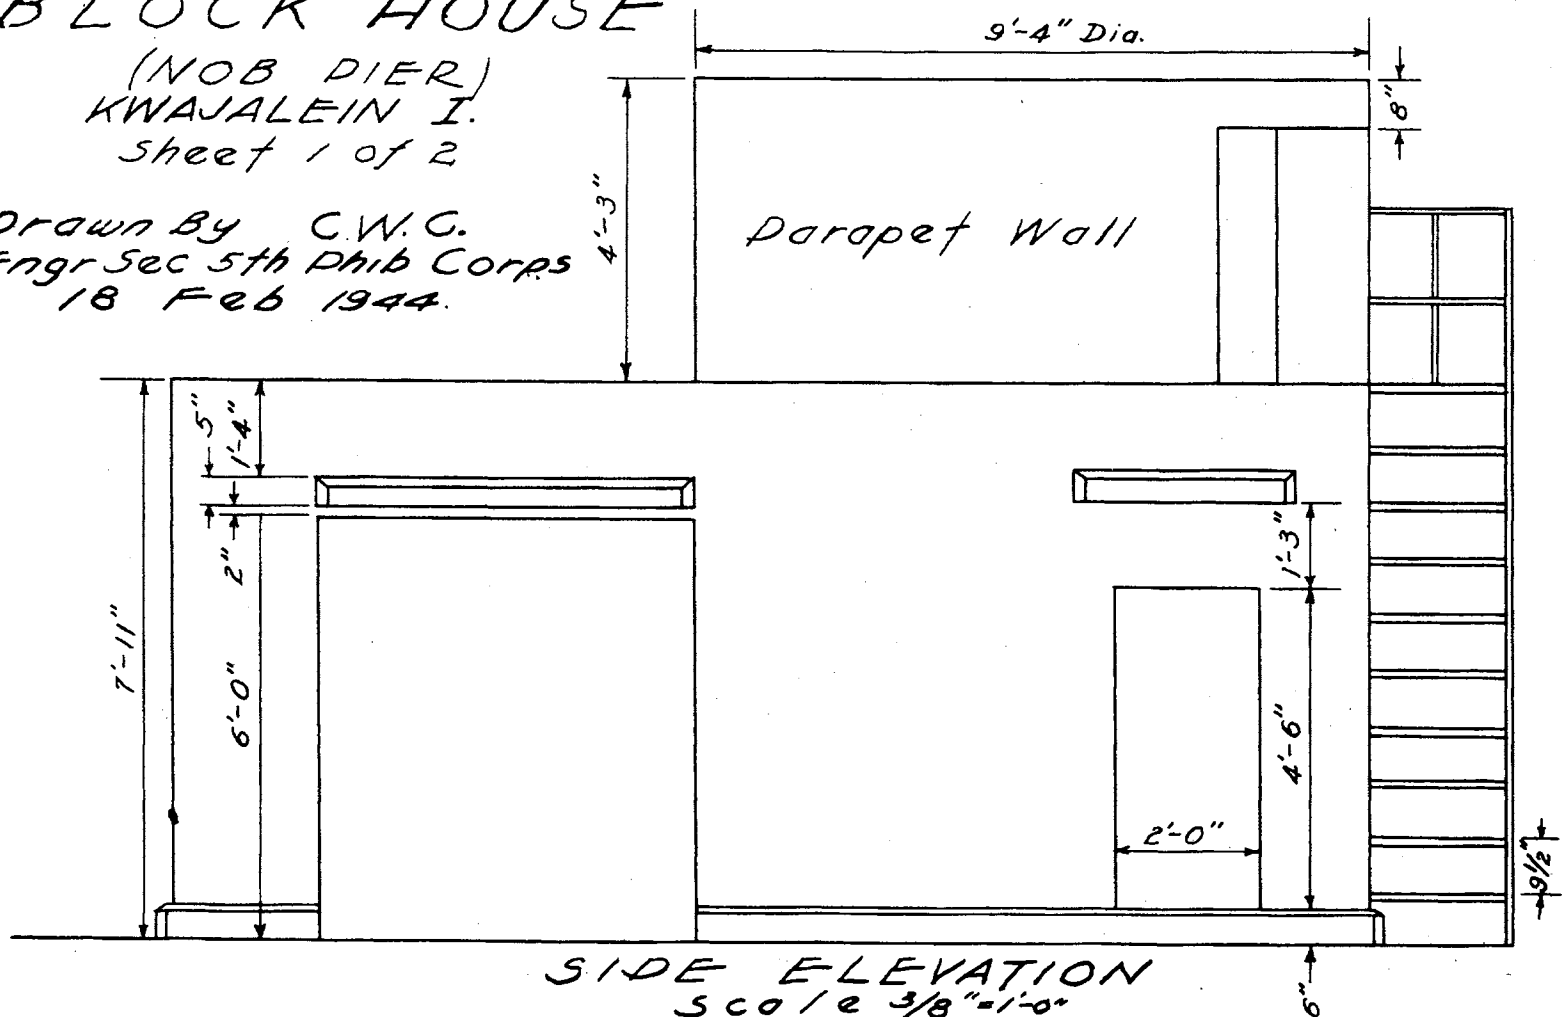 BLOCK HOUSE
(NOB PIER)
KWAJALEIN I.
Sheet 1 of 2
Drawn By C.W.G.
Engr Sec 5th Phib Corps
18 Feb 1944.
9'-4" Dia.
8"
4'-3"
Parapet Wall
5"
1'-4"
2"
1'-3"
7'-11"
6'-0"
4'-6"
2'-0"
9 1/2"
6"
SIDE ELEVATION
Scale 3/8"=1'-0"